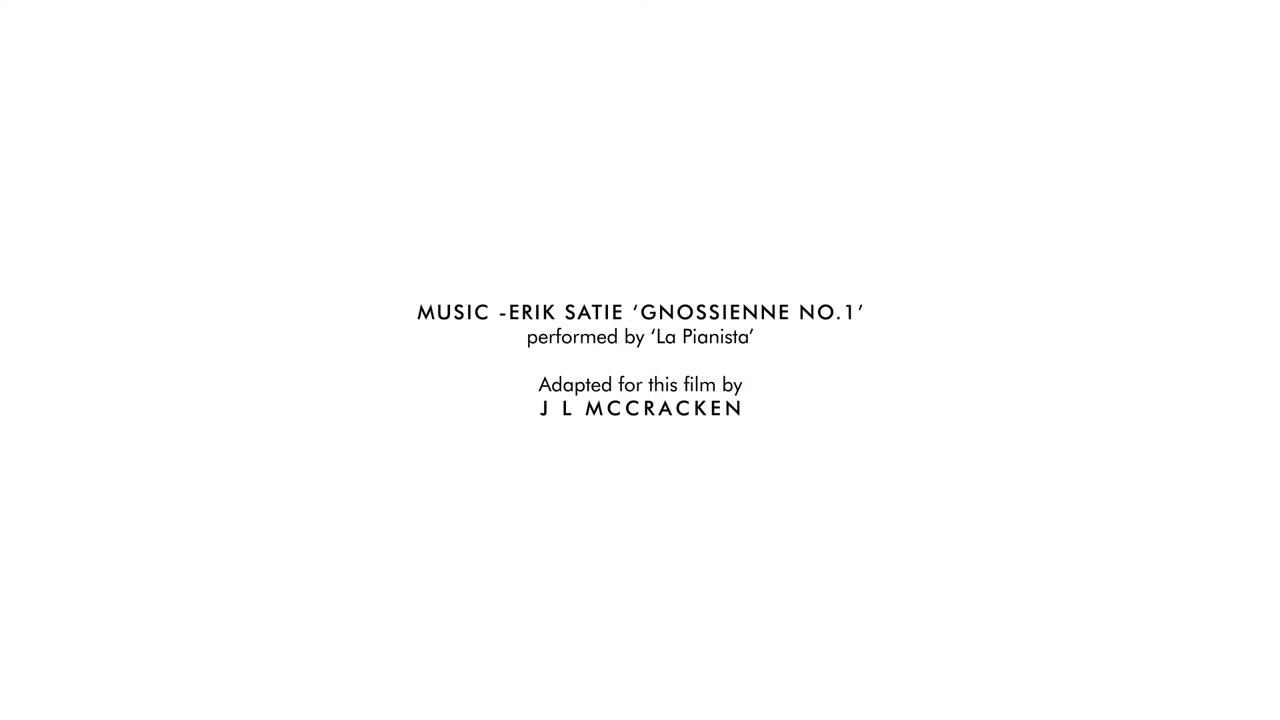 MUSIC -ERIK SATIE ‘GNOSSIENNE NO.1’
performed by ‘La Pianista’
Adapted for this film by
J L MCCRACKEN